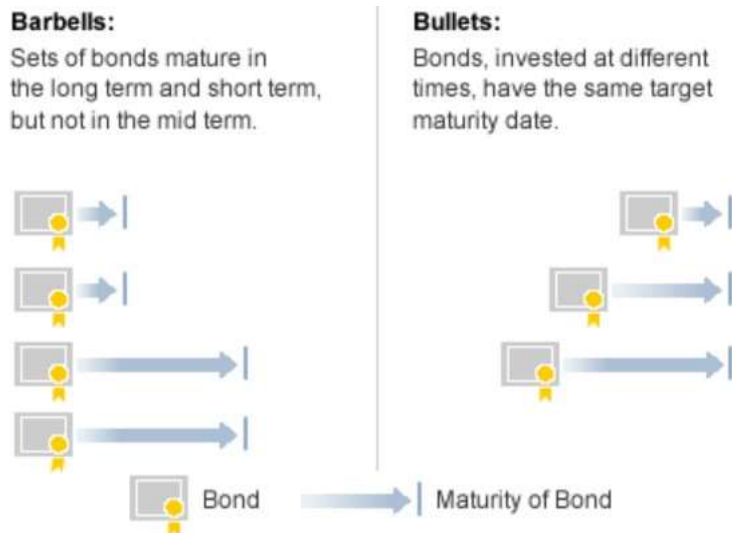 Barbells:
Sets of bonds mature in
the long term and short term,
but not in the mid term.
Bullets:
Bonds, invested at different
times, have the same target
maturity date.
Bond
Maturity of Bond